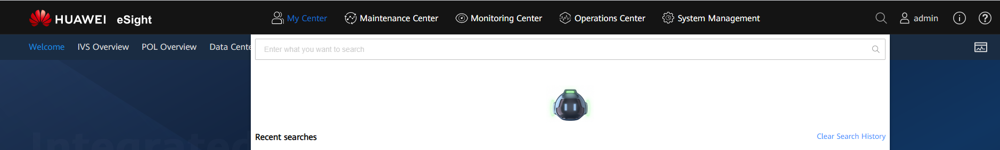 HUAWEI eSight My Center Maintenance Center Monitoring Center Operations Center System Management admin
Welcome IVS Overview POL Overview Data Cente
Enter what you want to search
Integrated
Recent searches Clear Search History